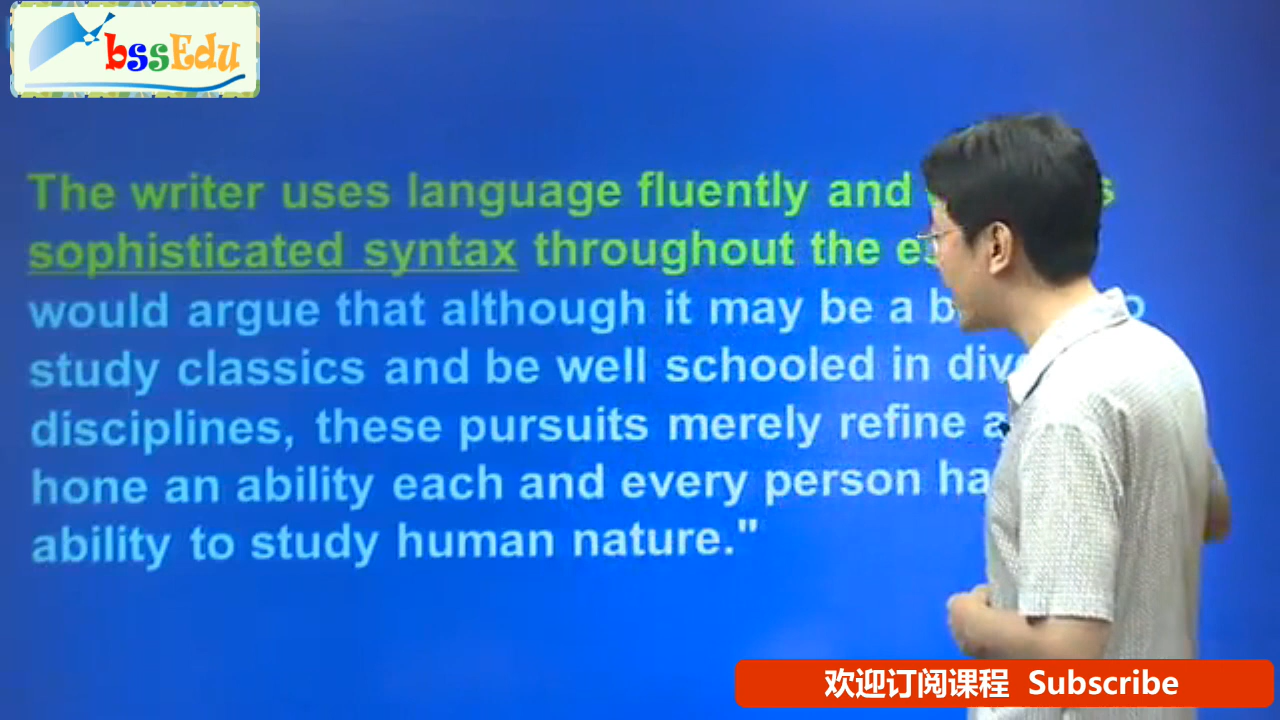 bssEdu
The writer uses language fluently and
sophisticated syntax throughout the
would argue that although it may be a
study classics and be well schooled in
disciplines, these pursuits merely refine
hone an ability each and every person
ability to study human nature."
欢迎订阅课程 Subscribe